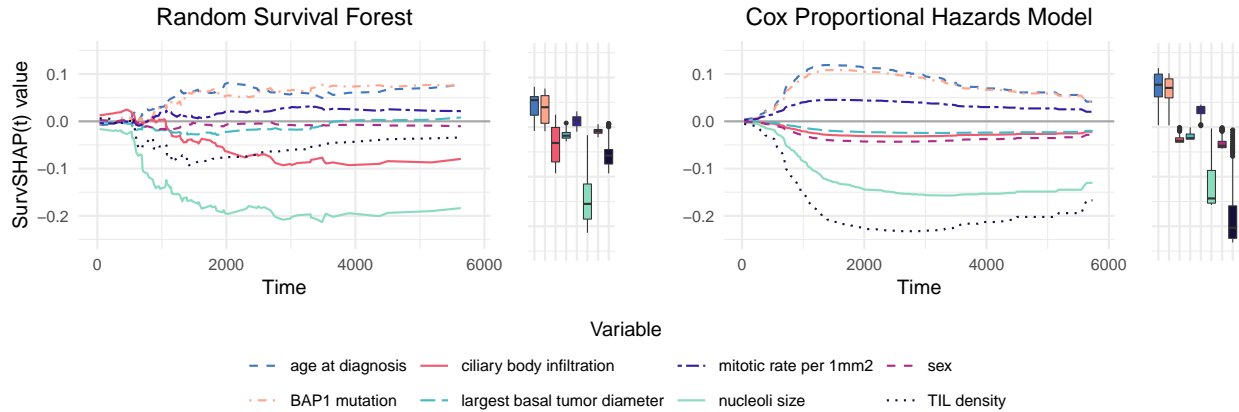 Random Survival Forest
Cox Proportional Hazards Model
SurvSHAP(t) value
0.1
0.0
−0.1
−0.2
0
2000
4000
6000
Time
0.1
0.0
−0.1
−0.2
0
2000
4000
6000
Time
Variable
age at diagnosis
ciliary body infiltration
mitotic rate per 1mm2
sex
BAP1 mutation
largest basal tumor diameter
nucleoli size
TIL density